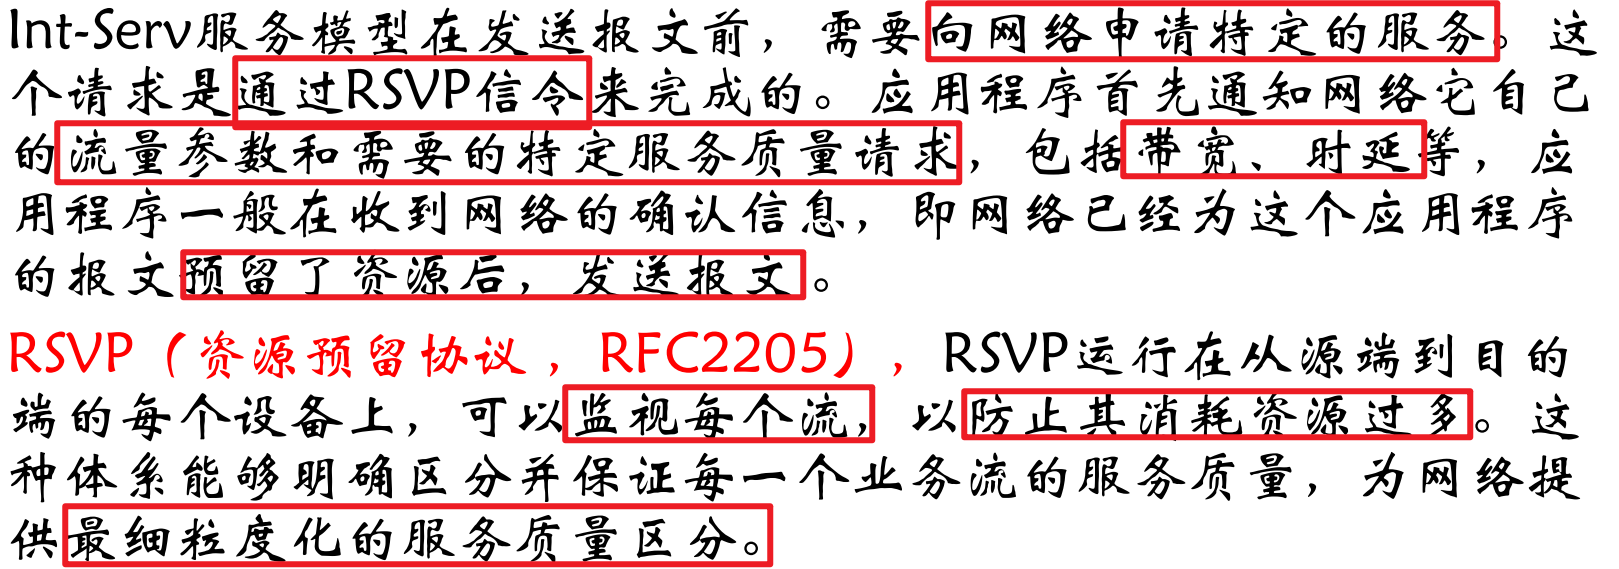 Int-Serv服务模型在发送报文前，需要向网络申请特定的服务。这
个请求是通过RSVP信令来完成的。应用程序首先通知网络它自己
的流量参数和需要的特定服务质量请求，包括带宽、时延等，应
用程序一般在收到网络的确认信息，即网络已经为这个应用程序
的报文预留了资源后，发送报文。
RSVP（资源预留协议，RFC2205），RSVP运行在从源端到目的
端的每个设备上，可以监视每个流，以防止其消耗资源过多。这
种体系能够明确区分并保证每一个业务流的服务质量，为网络提
供最细粒度化的服务质量区分。